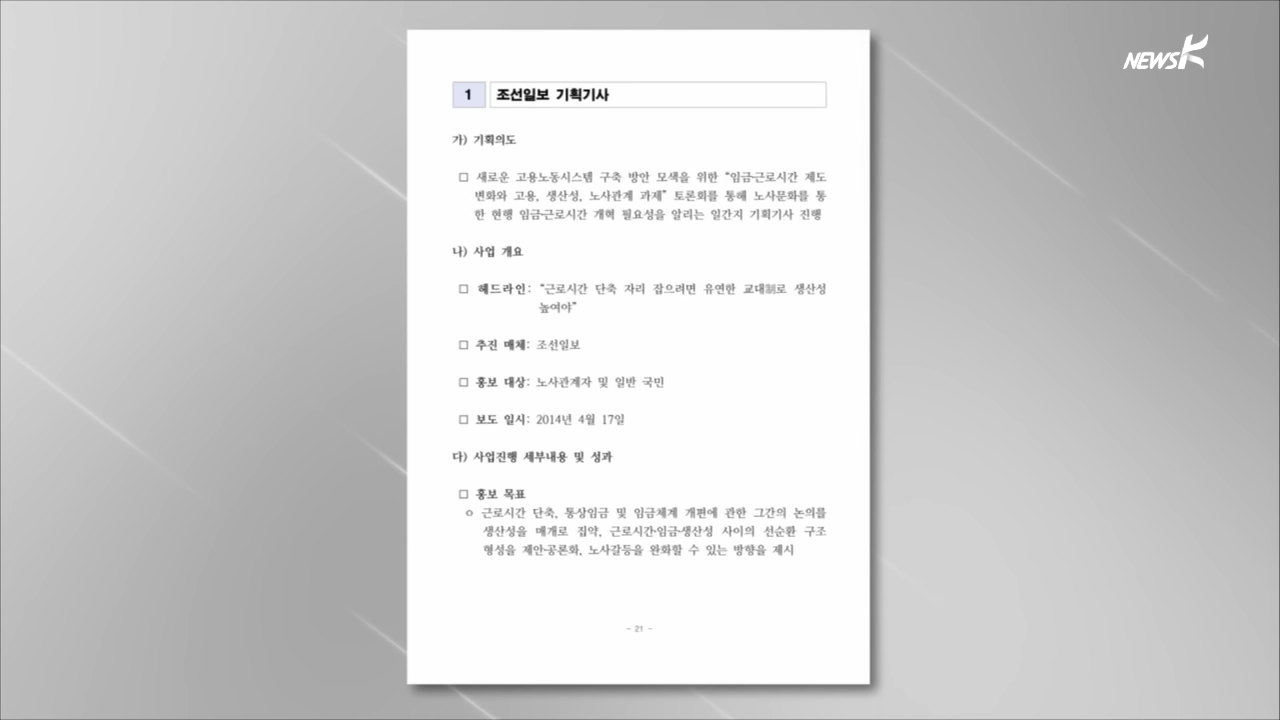 NEWSK
1 조선일보 기획기사
가) 기획의도
□ 새로운 고용노동시스템 구축 방안 모색을 위한 “임금·근로시간 제도
변화와 고용, 생산성, 노사관계 과제” 토론회를 통해 노사문화를 통
한 현행 임금·근로시간 개혁 필요성을 알리는 일간지 기획기사 진행
나) 사업 개요
□ 헤드라인: “근로시간 단축 자리 잡으려면 유연한 교대制로 생산성
높여야”
□ 추진 매체: 조선일보
□ 홍보 대상: 노사관계자 및 일반 국민
□ 보도 일시: 2014년 4월 17일
다) 사업진행 세부내용 및 성과
□ 홍보 목표
○ 근로시간 단축, 통상임금 및 임금체계 개편에 관한 그간의 논의를
생산성을 매개로 집약, 근로시간·임금·생산성 사이의 선순환 구조
형성을 제안·공론화, 노사갈등을 완화할 수 있는 방향을 제시
- 21 -